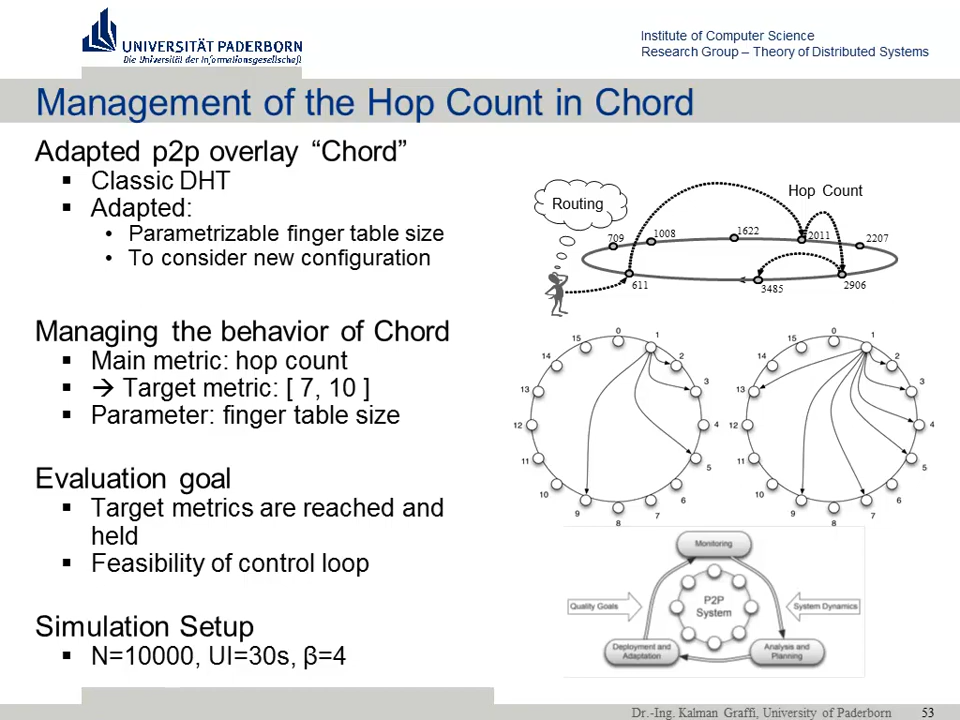 UNIVERSITÄT PADERBORN
Die Universität der Informationsgesellschaft
Institute of Computer Science
Research Group – Theory of Distributed Systems
Management of the Hop Count in Chord
Adapted p2p overlay “Chord”
▪ Classic DHT
▪ Adapted:
• Parametrizable finger table size
• To consider new configuration
Managing the behavior of Chord
▪ Main metric: hop count
▪ → Target metric: [ 7, 10 ]
▪ Parameter: finger table size
Evaluation goal
▪ Target metrics are reached and
held
▪ Feasibility of control loop
Simulation Setup
▪ N=10000, UI=30s, β=4
Routing
Hop Count
709
1008
1622
2011
2207
611
3485
2906
0
1
2
3
4
5
6
7
8
9
10
11
12
13
14
15
0
1
2
3
4
5
6
7
8
9
10
11
12
13
14
15
Monitoring
Quality Goals
P2P
System
System Dynamics
Deployment and
Adaptation
Analysis and
Planning
Dr.-Ing. Kalman Graffi, University of Paderborn
53